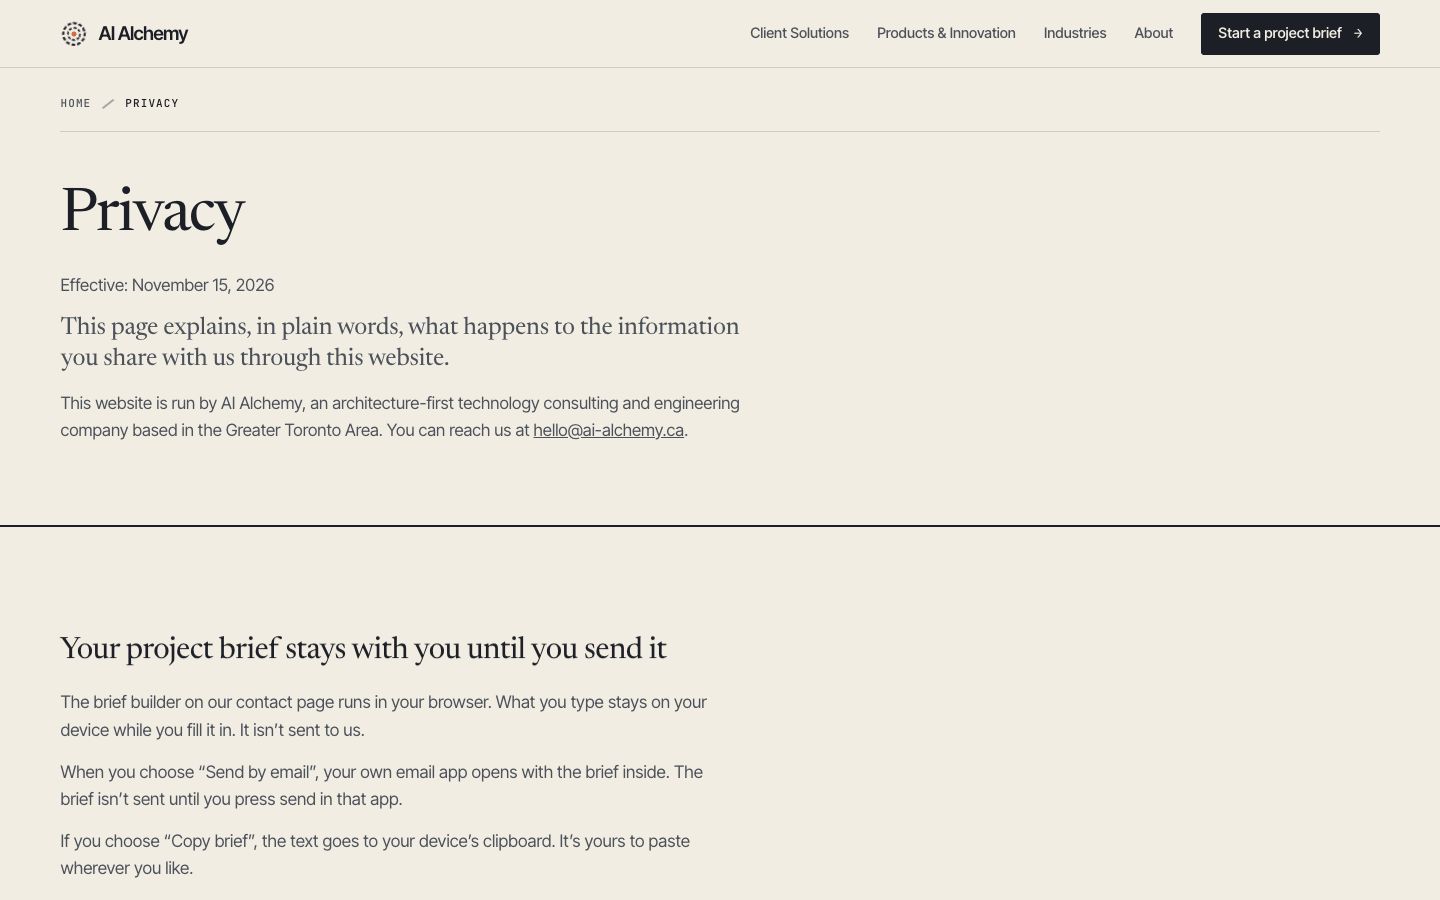 AI Alchemy
Client Solutions
Products & Innovation
Industries
About
Start a project brief →
HOME
PRIVACY
Privacy
Effective: November 15, 2026
This page explains, in plain words, what happens to the information
you share with us through this website.
This website is run by AI Alchemy, an architecture-first technology consulting and engineering
company based in the Greater Toronto Area. You can reach us at hello@ai-alchemy.ca.
Your project brief stays with you until you send it
The brief builder on our contact page runs in your browser. What you type stays on your
device while you fill it in. It isn’t sent to us.
When you choose “Send by email”, your own email app opens with the brief inside. The
brief isn’t sent until you press send in that app.
If you choose “Copy brief”, the text goes to your device’s clipboard. It’s yours to paste
wherever you like.